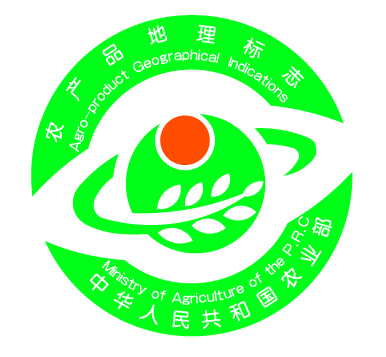 农产品地理标志
Agro-product Geographical Indications
Ministry of Agriculture of the P.R.C
中华人民共和国农业部